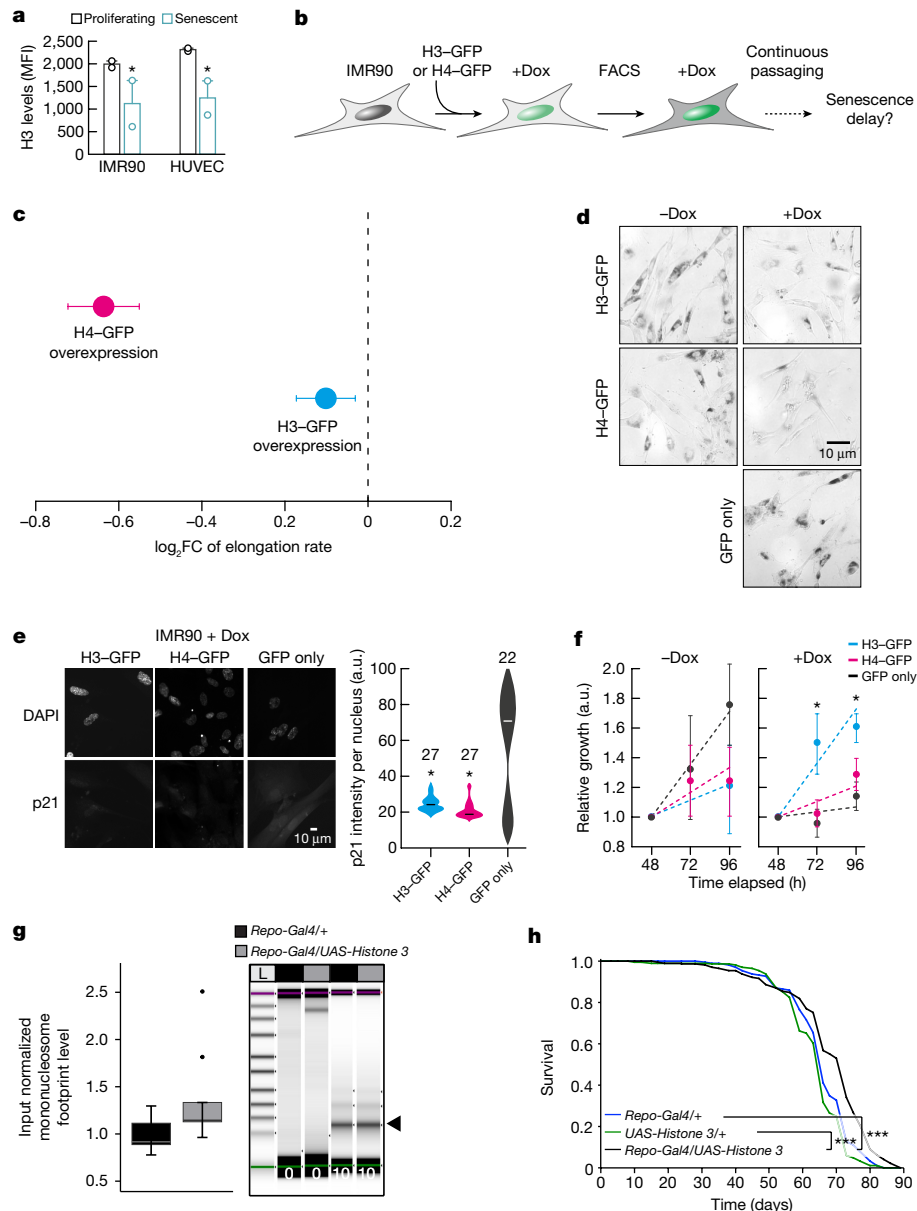 a
Proliferating Senescent
2,500
2,000
1,500
1,000
500
0
H3 levels (MFI)
* *
IMR90 HUVEC
b
IMR90
H3–GFP
or H4–GFP
+Dox
FACS
+Dox
Continuous
passaging
Senescence
delay?
c
H4–GFP
overexpression
H3–GFP
overexpression
−0.8 −0.6 −0.4 −0.2 0 0.2
log2FC of elongation rate
d
–Dox +Dox
H3–GFP
H4–GFP
10 μm
GFP only
e
IMR90 + Dox
H3–GFP H4–GFP GFP only
DAPI
p21
10 μm
p21 intensity per nucleus (a.u.)
100
80
60
40
20
0
27 27 22
* *
H3–GFP H4–GFP GFP only
f
H3–GFP
H4–GFP
GFP only
–Dox +Dox
Relative growth (a.u.)
2.0
1.8
1.6
1.4
1.2
1.0
0.8
* *
48 72 96 48 72 96
Time elapsed (h)
g
Repo-Gal4/+
Repo-Gal4/UAS-Histone 3
Input normalized
mononucleosome
footprint level
2.5
2.0
1.5
1.0
0.5
L
0 0 10 10
h
Survival
1.0
0.8
0.6
0.4
0.2
0
Repo-Gal4/+
UAS-Histone 3/+
Repo-Gal4/UAS-Histone 3
*** ***
0 10 20 30 40 50 60 70 80 90
Time (days)